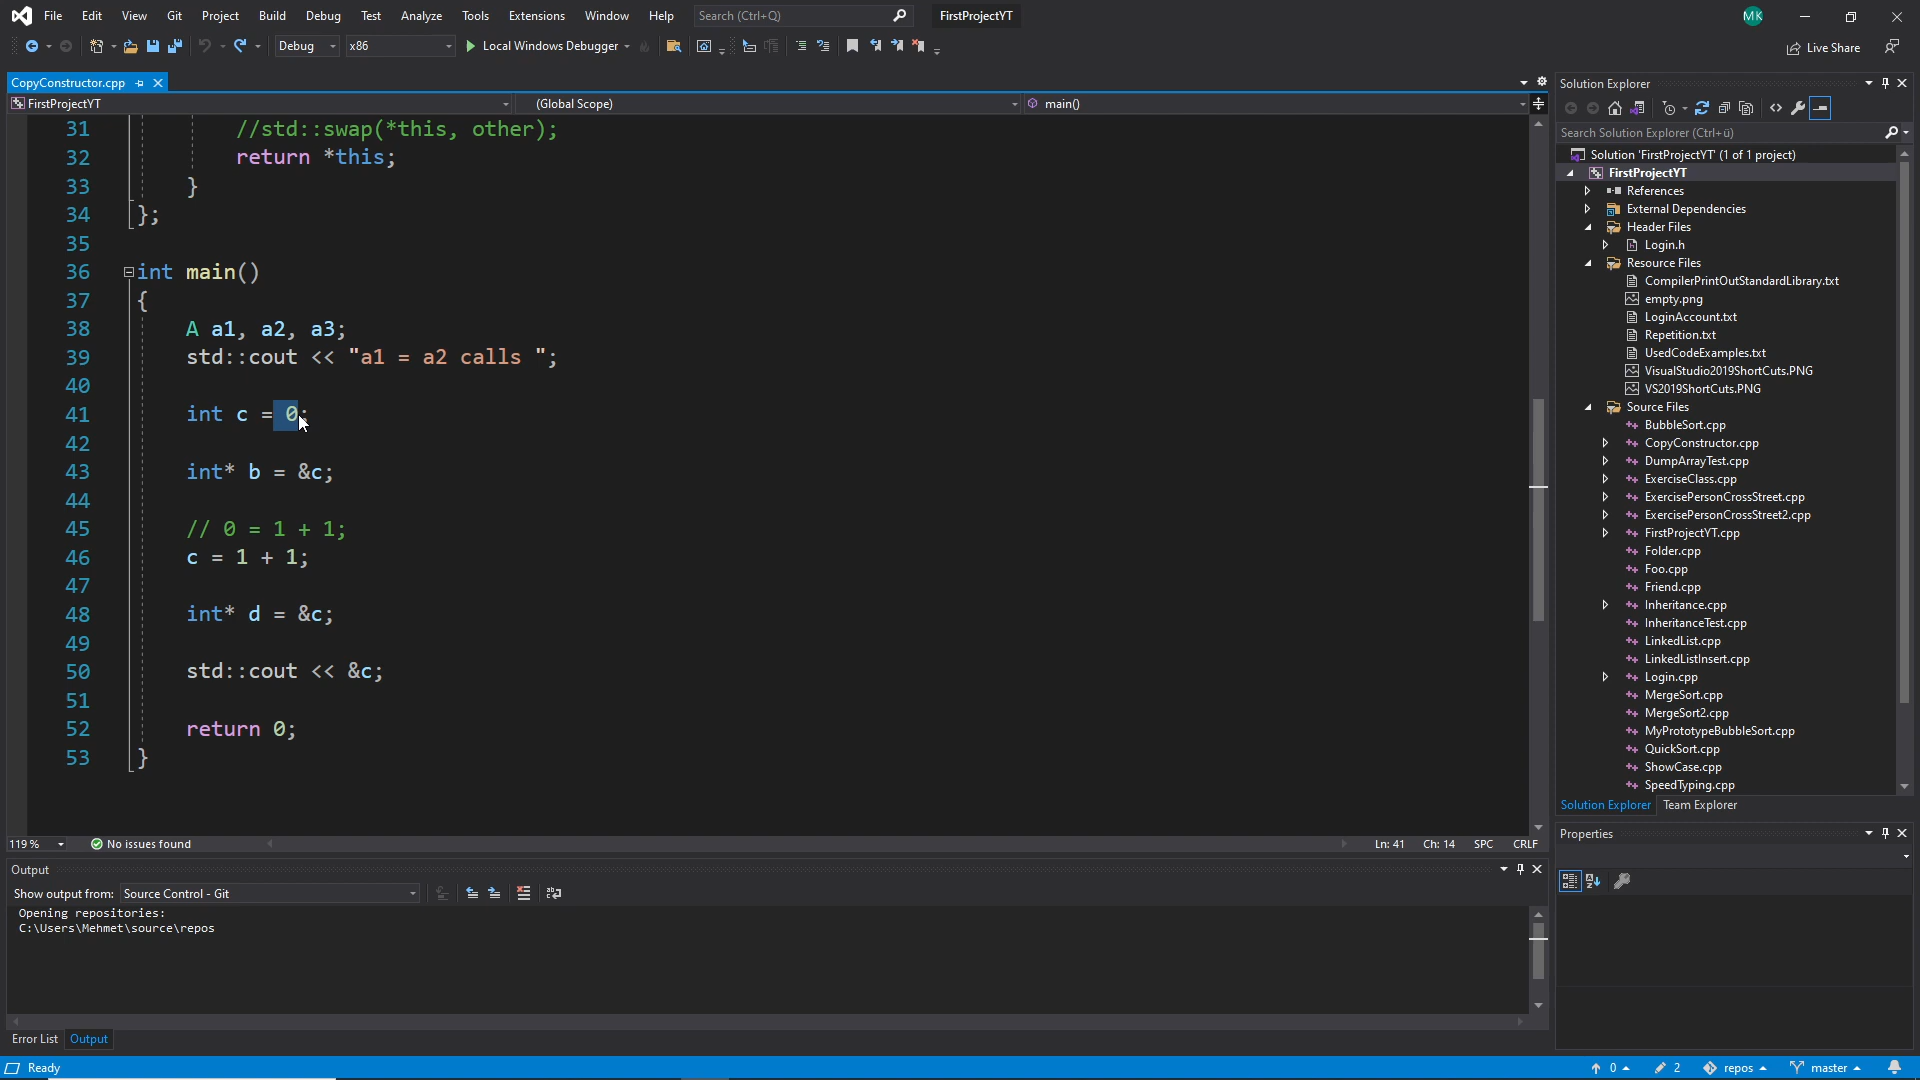 File Edit View Git Project Build Debug Test Analyze Tools Extensions Window Help Search (Ctrl+Q) FirstProjectYT MK
Debug x86 Local Windows Debugger Live Share
CopyConstructor.cpp
FirstProjectYT (Global Scope) main()
31 //std::swap(*this, other);
32 return *this;
33 }
34 };
35
36 int main()
37 {
38 A a1, a2, a3;
39 std::cout << "a1 = a2 calls ";
40
41 int c = 0;
42
43 int* b = &c;
44
45 // 0 = 1 + 1;
46 c = 1 + 1;
47
48 int* d = &c;
49
50 std::cout << &c;
51
52 return 0;
53 }
119 % No issues found Ln: 41 Ch: 14 SPC CRLF
Output
Show output from: Source Control - Git
Opening repositories:
C:\Users\Mehmet\source\repos
Error List Output
Solution Explorer
Search Solution Explorer (Ctrl+ü)
Solution 'FirstProjectYT' (1 of 1 project)
FirstProjectYT
References
External Dependencies
Header Files
Login.h
Resource Files
CompilerPrintOutStandardLibrary.txt
empty.png
LoginAccount.txt
Repetition.txt
UsedCodeExamples.txt
VisualStudio2019ShortCuts.PNG
VS2019ShortCuts.PNG
Source Files
BubbleSort.cpp
CopyConstructor.cpp
DumpArrayTest.cpp
ExerciseClass.cpp
ExercisePersonCrossStreet.cpp
ExercisePersonCrossStreet2.cpp
FirstProjectYT.cpp
Folder.cpp
Foo.cpp
Friend.cpp
Inheritance.cpp
InheritanceTest.cpp
LinkedList.cpp
LinkedListInsert.cpp
Login.cpp
MergeSort.cpp
MergeSort2.cpp
MyPrototypeBubbleSort.cpp
QuickSort.cpp
ShowCase.cpp
SpeedTyping.cpp
Solution Explorer Team Explorer
Properties
Ready 0 2 repos master